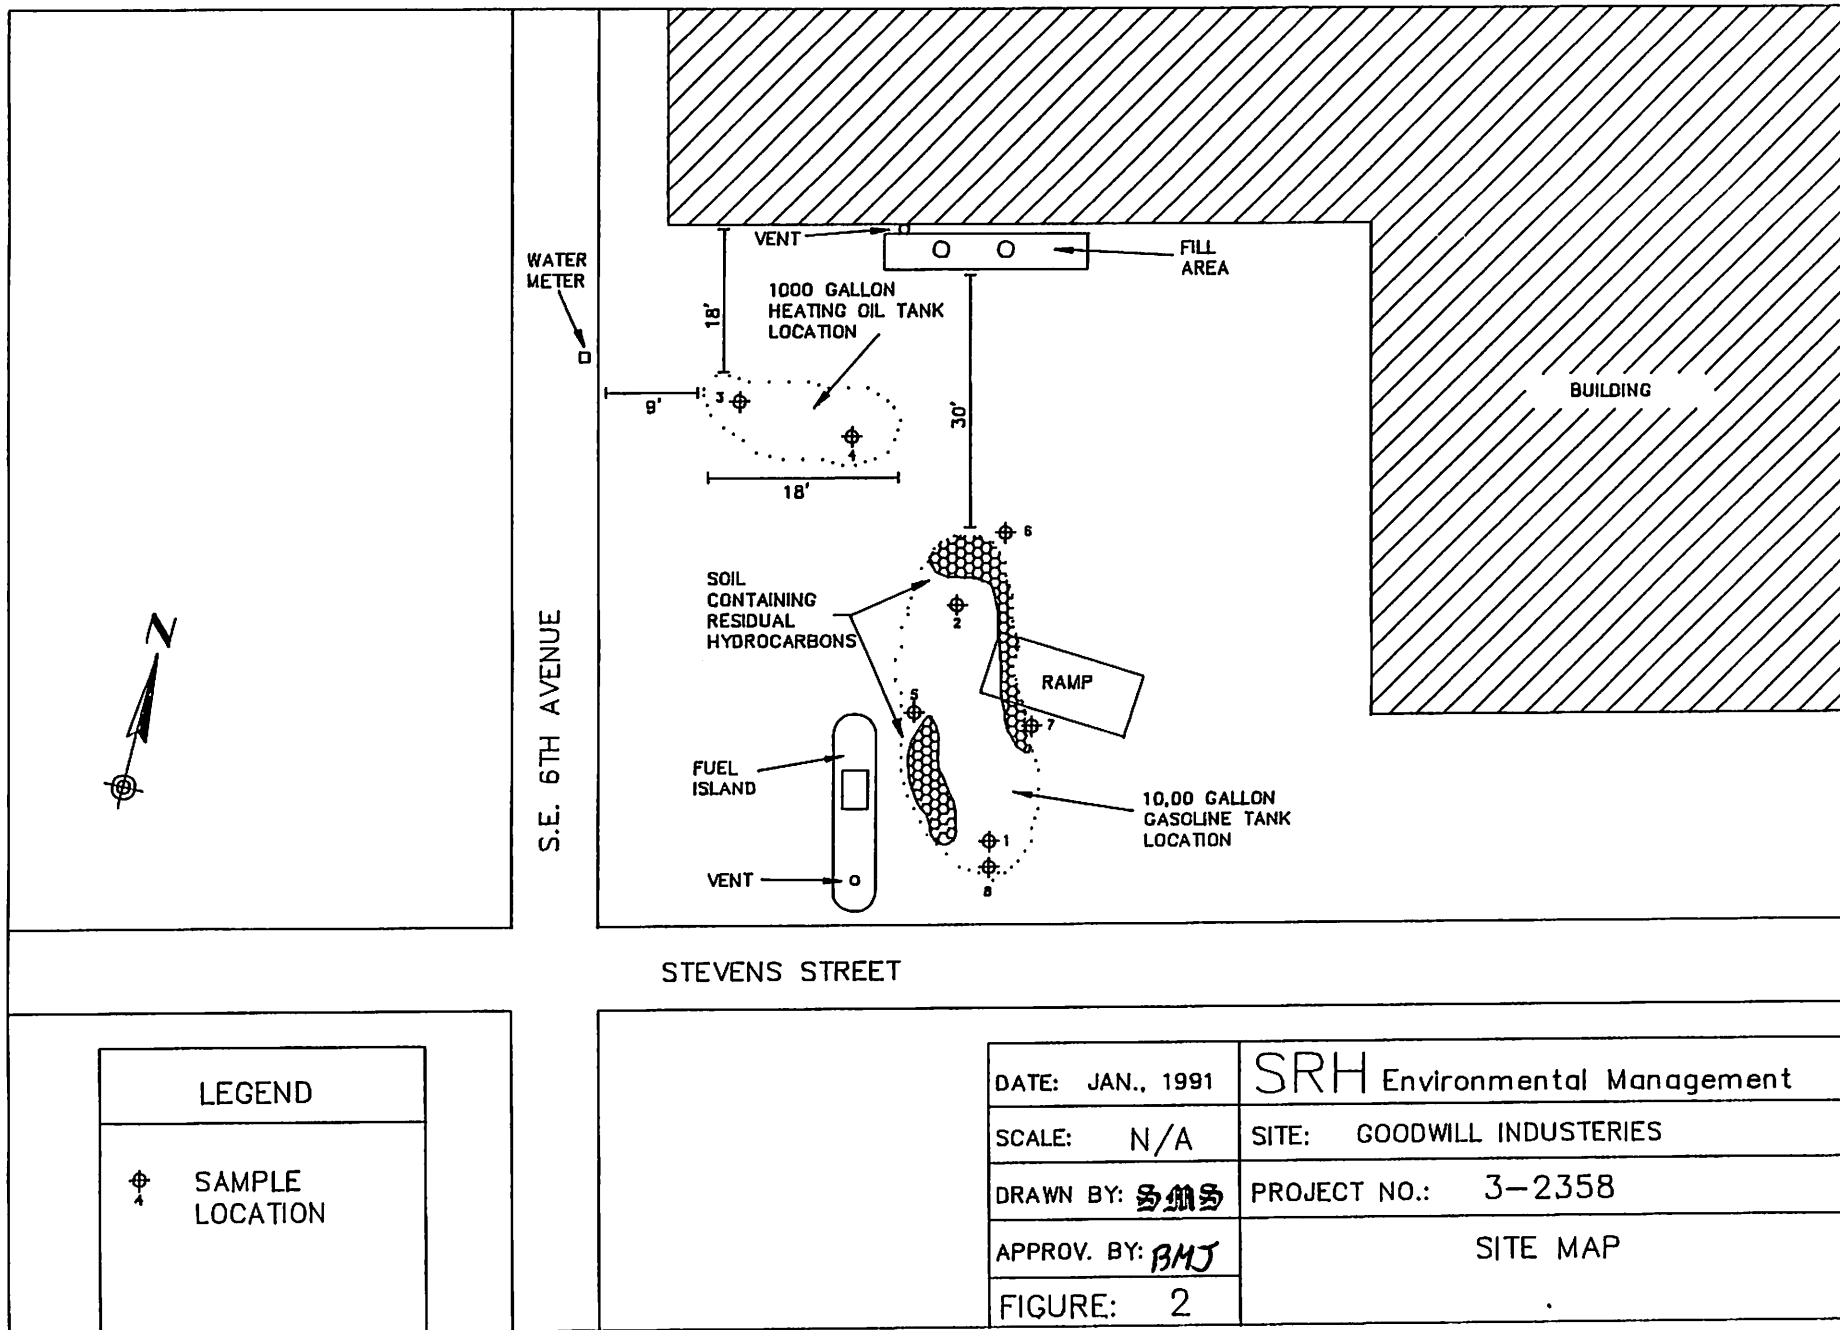 VENT
FILL
AREA
WATER
METER
1000 GALLON
HEATING OIL TANK
LOCATION
18'
9'
3
4
18'
30'
BUILDING
6
SOIL
CONTAINING
RESIDUAL
HYDROCARBONS
2
RAMP
5
7
N
S.E. 6TH AVENUE
FUEL
ISLAND
10,00 GALLON
GASOLINE TANK
LOCATION
1
VENT
8
STEVENS STREET
LEGEND
4
SAMPLE
LOCATION
DATE: JAN., 1991
SRH Environmental Management
SCALE: N/A
SITE: GOODWILL INDUSTERIES
DRAWN BY: SMS
PROJECT NO.: 3-2358
APPROV. BY: BMJ
SITE MAP
FIGURE: 2